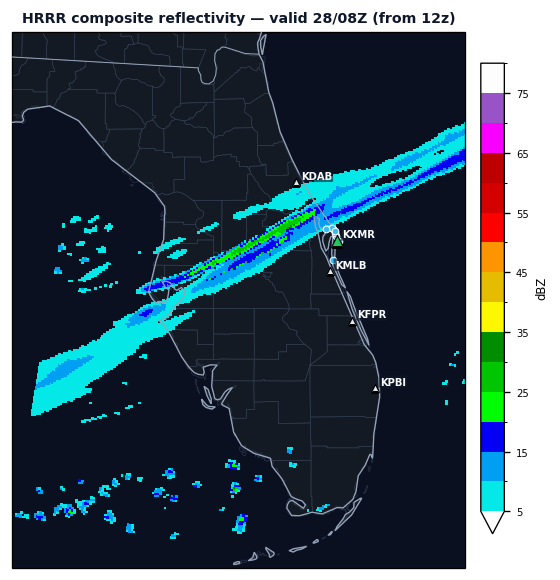 HRRR composite reflectivity — valid 28/08Z (from 12z)
75
65
55
45
35
25
15
5
dBZ
KDAB
KXMR
KMLB
KFPR
KPBI